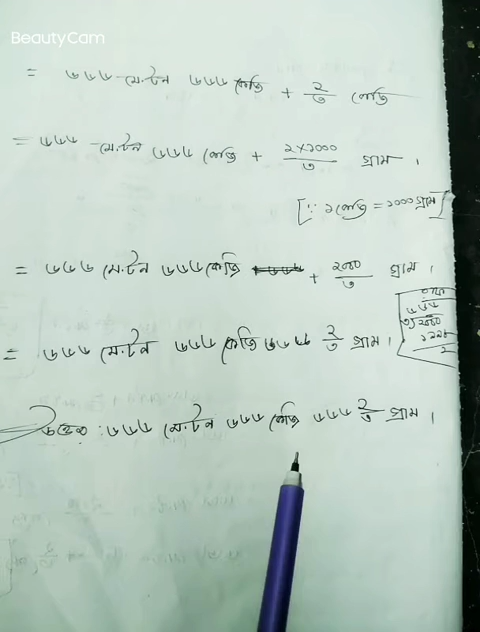 BeautyCam
= ৬৬৬ মে.টন ৬৬৬ কেজি + ২/৩ কেজি
= ৬৬৬ মে.টন ৬৬৬ কেজি + ২×১০০০/৩ গ্রাম ।
[∵ ১ কেজি = ১০০০ গ্রাম]
= ৬৬৬ মে.টন ৬৬৬ কেজি + ২০০০/৩ গ্রাম ।
= ৬৬৬ মে.টন ৬৬৬ কেজি ৬৬৬ ২/৩ গ্রাম ।
উত্তর : ৬৬৬ মে.টন ৬৬৬ কেজি ৬৬৬ ২/৩ গ্রাম ।